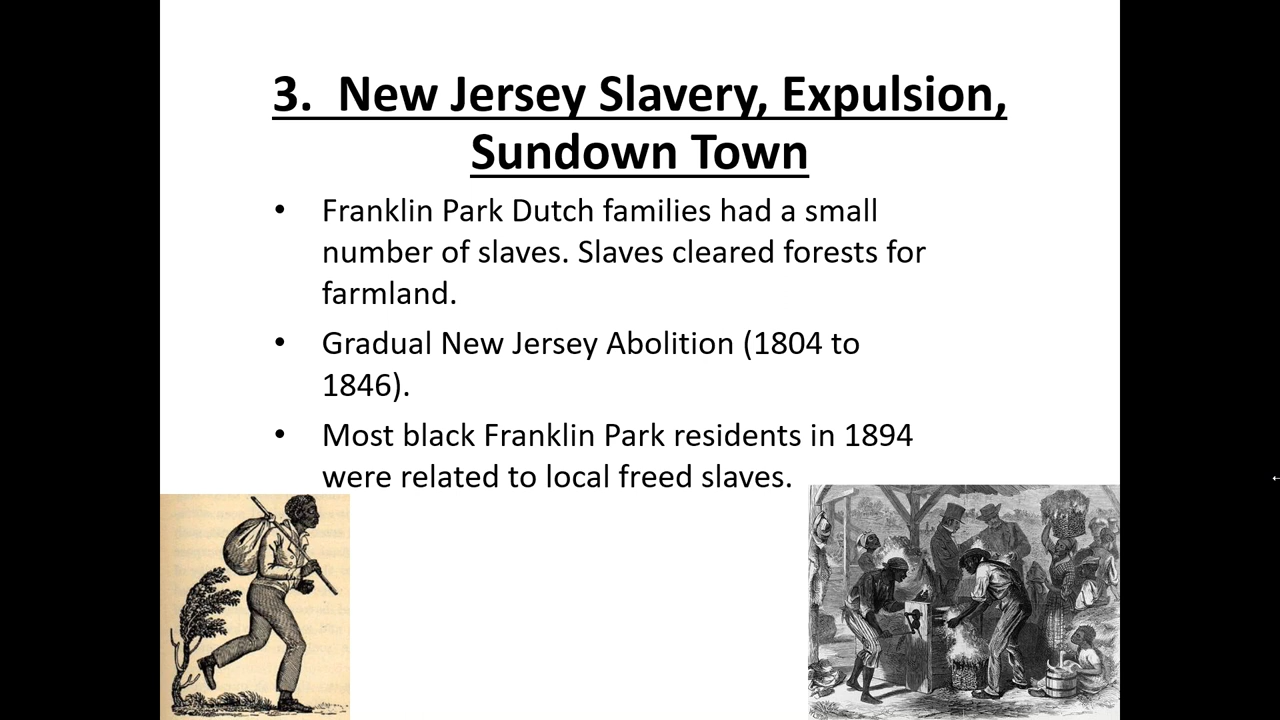 3.  New Jersey Slavery, Expulsion,
Sundown Town
• Franklin Park Dutch families had a small
number of slaves. Slaves cleared forests for
farmland.
• Gradual New Jersey Abolition (1804 to
1846).
• Most black Franklin Park residents in 1894
were related to local freed slaves.